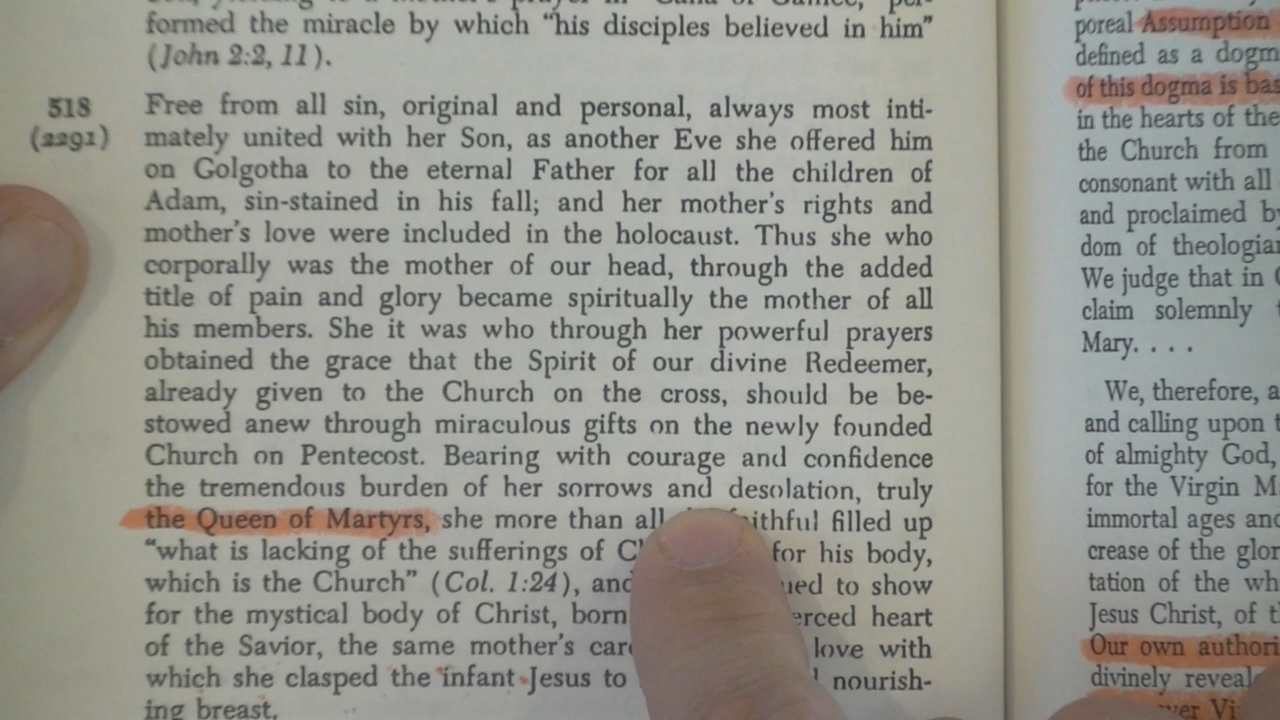 formed the miracle by which "his disciples believed in him"
(John 2:2, 11).
518
(2291)
Free from all sin, original and personal, always most inti-
mately united with her Son, as another Eve she offered him
on Golgotha to the eternal Father for all the children of
Adam, sin-stained in his fall; and her mother's rights and
mother's love were included in the holocaust. Thus she who
corporally was the mother of our head, through the added
title of pain and glory became spiritually the mother of all
his members. She it was who through her powerful prayers
obtained the grace that the Spirit of our divine Redeemer,
already given to the Church on the cross, should be be-
stowed anew through miraculous gifts on the newly founded
Church on Pentecost. Bearing with courage and confidence
the tremendous burden of her sorrows and desolation, truly
the Queen of Martyrs, she more than all filled up
"what is lacking of the sufferings of for his body,
which is the Church" (Col. 1:24), and to show
for the mystical body of Christ, born heart
of the Savior, the same mother's love with
which she clasped the infant Jesus to nourish-
ing breast.
poreal Assumption
defined as a dogm
of this dogma is bas
in the hearts of the
the Church from
consonant with all
and proclaimed b
dom of theologia
We judge that in
claim solemnly
Mary. . . .
We, therefore, a
and calling upon t
of almighty God,
for the Virgin M
immortal ages and
crease of the glor
tation of the wh
Jesus Christ, of t
Our own authori
divinely reveal